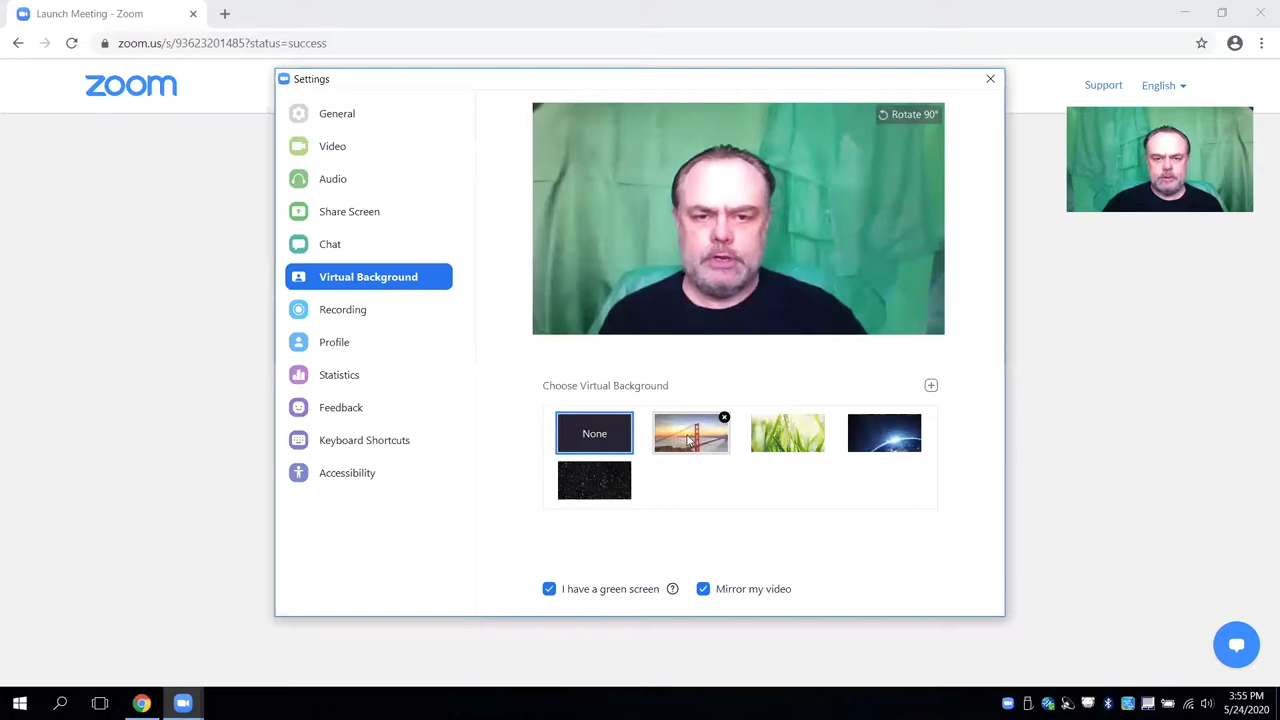 Launch Meeting - Zoom
zoom.us/s/93623201485?status=success
zoom
Support
English
Settings
General
Video
Audio
Share Screen
Chat
Virtual Background
Recording
Profile
Statistics
Feedback
Keyboard Shortcuts
Accessibility
Rotate 90°
Choose Virtual Background
None
I have a green screen
Mirror my video
3:55 PM
5/24/2020